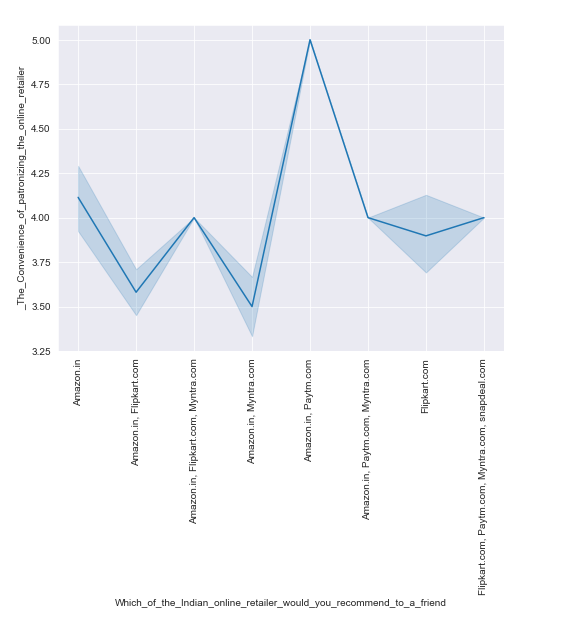 _The_Convenience_of_patronizing_the_online_retailer
5.00
4.75
4.50
4.25
4.00
3.75
3.50
3.25
Amazon.in
Amazon.in, Flipkart.com
Amazon.in, Flipkart.com, Myntra.com
Amazon.in, Myntra.com
Amazon.in, Paytm.com
Amazon.in, Paytm.com, Myntra.com
Flipkart.com
Flipkart.com, Paytm.com, Myntra.com, snapdeal.com
Which_of_the_Indian_online_retailer_would_you_recommend_to_a_friend